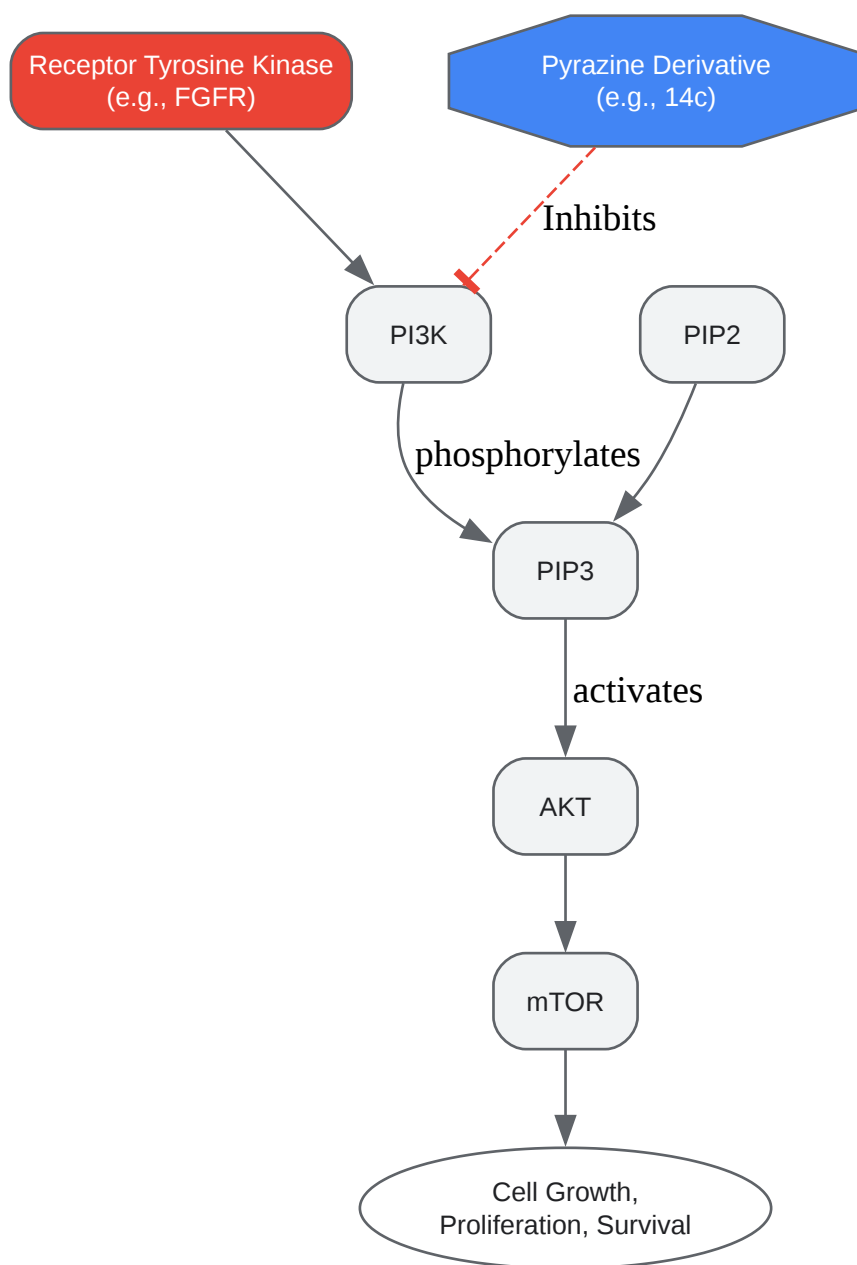 Receptor Tyrosine Kinase
(e.g., FGFR)
Pyrazine Derivative
(e.g., 14c)
Inhibits
PI3K
PIP2
phosphorylates
PIP3
activates
AKT
mTOR
Cell Growth,
Proliferation, Survival